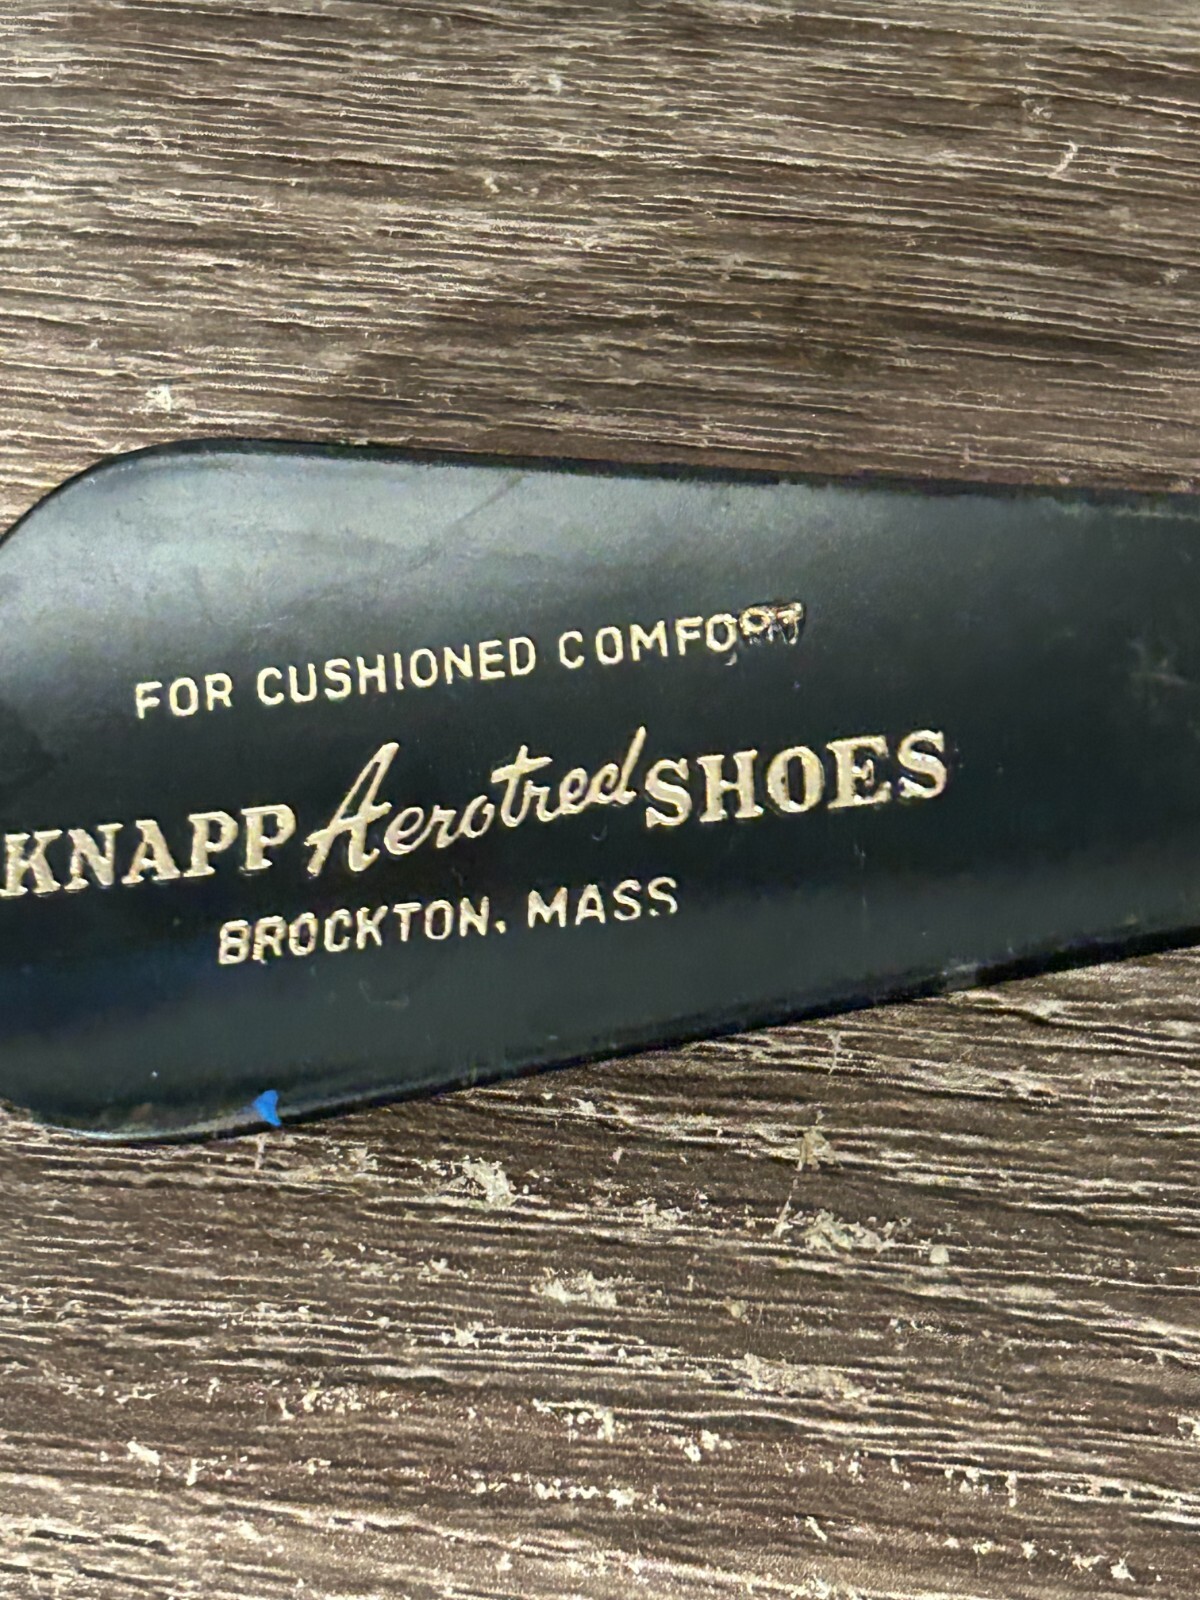 FOR CUSHIONED COMFORT
KNAPP Aerotred SHOES
BROCKTON, MASS